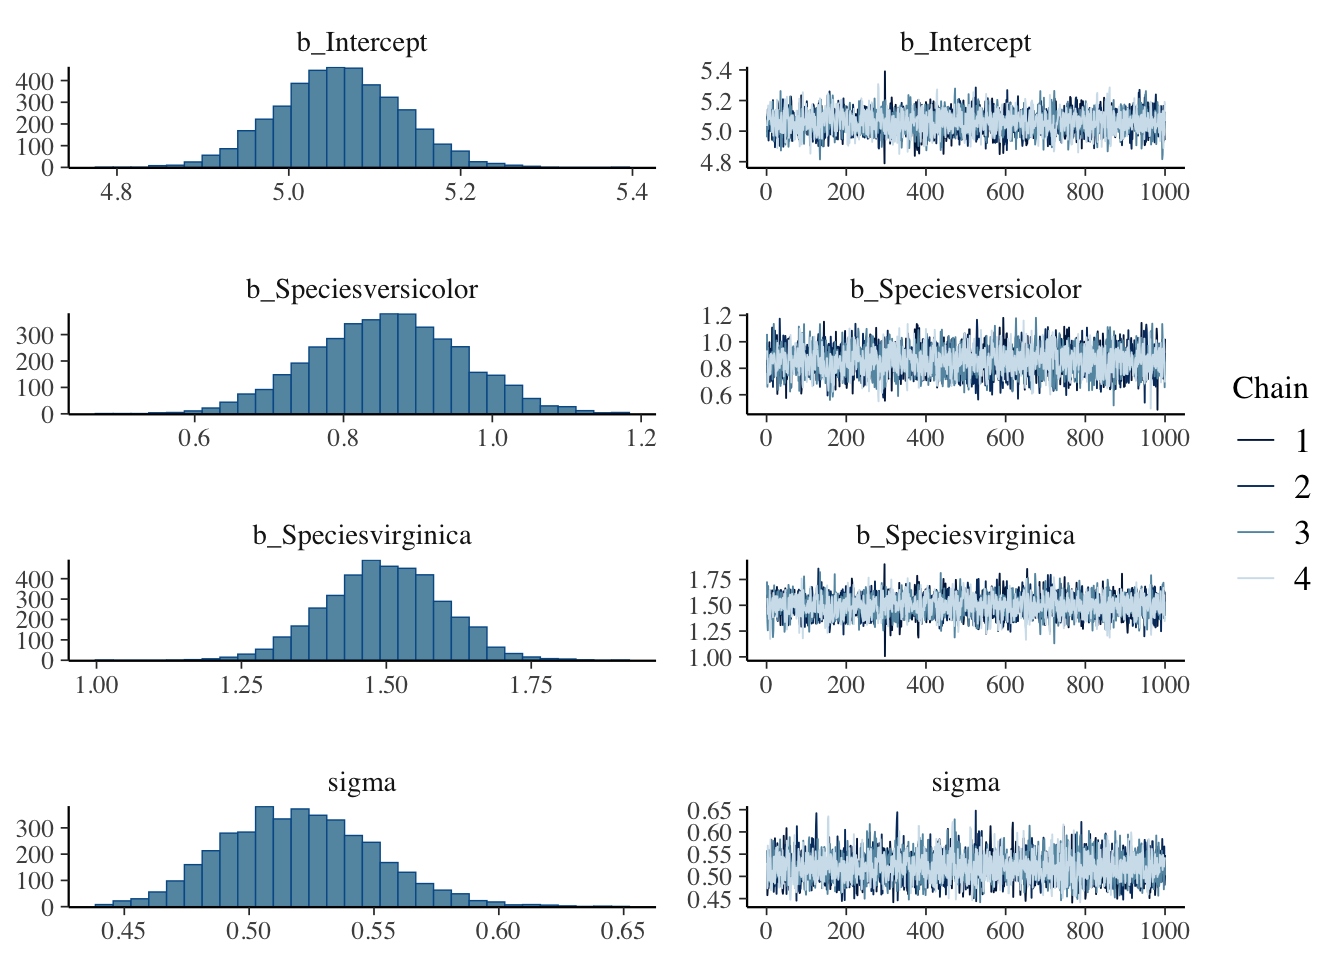 b_Intercept
400
300
200
100
0
4.8 5.0 5.2 5.4
b_Intercept
5.4
5.2
5.0
4.8
0 200 400 600 800 1000
b_Speciesversicolor
300
200
100
0
0.6 0.8 1.0 1.2
b_Speciesversicolor
1.2
1.0
0.8
0.6
0 200 400 600 800 1000
b_Speciesvirginica
400
300
200
100
0
1.00 1.25 1.50 1.75
b_Speciesvirginica
1.75
1.50
1.25
1.00
0 200 400 600 800 1000
sigma
300
200
100
0
0.45 0.50 0.55 0.60 0.65
sigma
0.65
0.60
0.55
0.50
0.45
0 200 400 600 800 1000
Chain
1
2
3
4